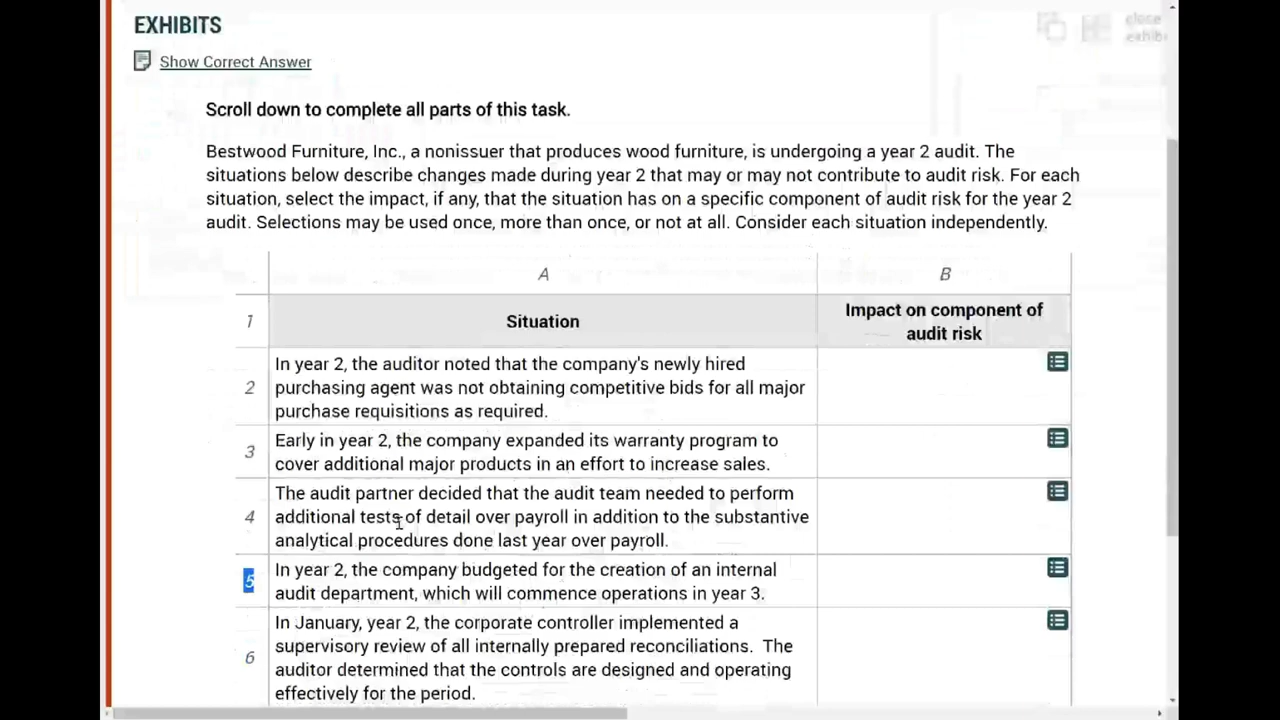 EXHIBITS
close
Show Correct Answer
Scroll down to complete all parts of this task.
Bestwood Furniture, Inc., a nonissuer that produces wood furniture, is undergoing a year 2 audit. The
situations below describe changes made during year 2 that may or may not contribute to audit risk. For each
situation, select the impact, if any, that the situation has on a specific component of audit risk for the year 2
audit. Selections may be used once, more than once, or not at all. Consider each situation independently.
A B
1 Situation Impact on component of
audit risk
In year 2, the auditor noted that the company's newly hired
2 purchasing agent was not obtaining competitive bids for all major
purchase requisitions as required.
3 Early in year 2, the company expanded its warranty program to
cover additional major products in an effort to increase sales.
The audit partner decided that the audit team needed to perform
4 additional tests of detail over payroll in addition to the substantive
analytical procedures done last year over payroll.
5 In year 2, the company budgeted for the creation of an internal
audit department, which will commence operations in year 3.
In January, year 2, the corporate controller implemented a
6 supervisory review of all internally prepared reconciliations. The
auditor determined that the controls are designed and operating
effectively for the period.